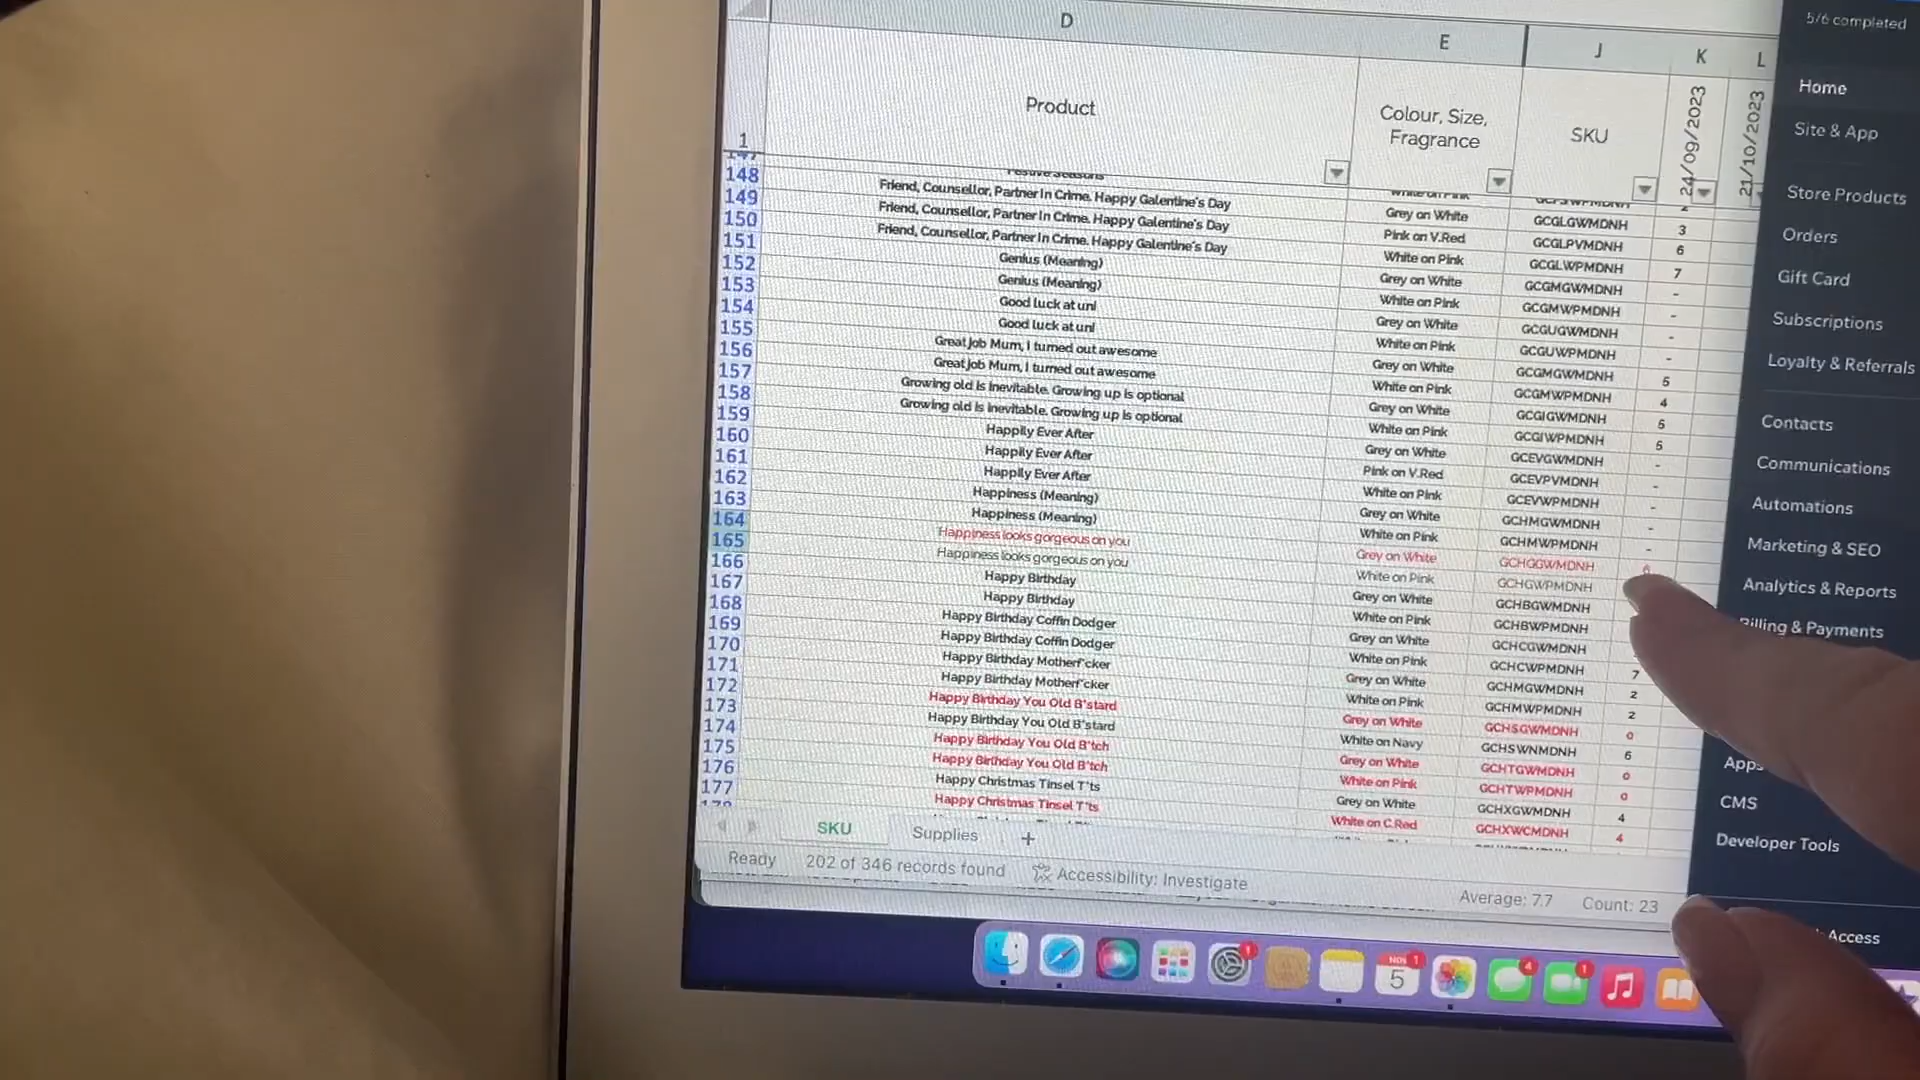 D E J K L
1 Product Colour, Size, Fragrance SKU 24/09/2023 21/10/2023
148 Festive Seasons White on Pink
149 Friend, Counsellor, Partner In Crime. Happy Galentine's Day Grey on White GCGLGWMDNH 3
150 Friend, Counsellor, Partner In Crime. Happy Galentine's Day Pink on V.Red GCGLPVMDNH 6
151 Friend, Counsellor, Partner In Crime. Happy Galentine's Day White on Pink GCGLWPMDNH 7
152 Genius (Meaning) Grey on White GCGMGWMDNH -
153 Genius (Meaning) White on Pink GCGMWPMDNH -
154 Good luck at uni Grey on White GCGUGWMDNH -
155 Good luck at uni White on Pink GCGUWPMDNH -
156 Great Job Mum, I turned out awesome Grey on White GCGMGWMDNH 5
157 Great Job Mum, I turned out awesome White on Pink GCGMWPMDNH 4
158 Growing old is inevitable. Growing up is optional Grey on White GCGIGWMDNH 5
159 Growing old is inevitable. Growing up is optional White on Pink GCGIWPMDNH 5
160 Happily Ever After Grey on White GCEVGWMDNH -
161 Happily Ever After Pink on V.Red GCEVPVMDNH -
162 Happily Ever After White on Pink GCEVWPMDNH -
163 Happiness (Meaning) Grey on White GCHMGWMDNH -
164 Happiness (Meaning) White on Pink GCHMWPMDNH -
165 Happiness looks gorgeous on you Grey on White GCHGGWMDNH 6
166 Happiness looks gorgeous on you White on Pink GCHGWPMDNH
167 Happy Birthday Grey on White GCHBGWMDNH
168 Happy Birthday White on Pink GCHBWPMDNH
169 Happy Birthday Coffin Dodger Grey on White GCHCGWMDNH
170 Happy Birthday Coffin Dodger White on Pink GCHCWPMDNH 7
171 Happy Birthday Motherf*cker Grey on White GCHMGWMDNH 2
172 Happy Birthday Motherf*cker White on Pink GCHMWPMDNH 2
173 Happy Birthday You Old B*stard Grey on White GCHSGWMDNH 0
174 Happy Birthday You Old B*stard White on Navy GCHSWNMDNH 6
175 Happy Birthday You Old B*tch Grey on White GCHTGWMDNH 0
176 Happy Birthday You Old B*tch White on Pink GCHTWPMDNH 0
177 Happy Christmas Tinsel T*ts Grey on White GCHXGWMDNH 4
Happy Christmas Tinsel T*ts White on C.Red GCHXWCMDNH 4
SKU Supplies +
Ready 202 of 346 records found Accessibility: Investigate Average: 7.7 Count: 23
5/6 completed
Home
Site & App
Store Products
Orders
Gift Card
Subscriptions
Loyalty & Referrals
Contacts
Communications
Automations
Marketing & SEO
Analytics & Reports
Billing & Payments
Apps
CMS
Developer Tools
Access
1
NOV 1
5
4
1